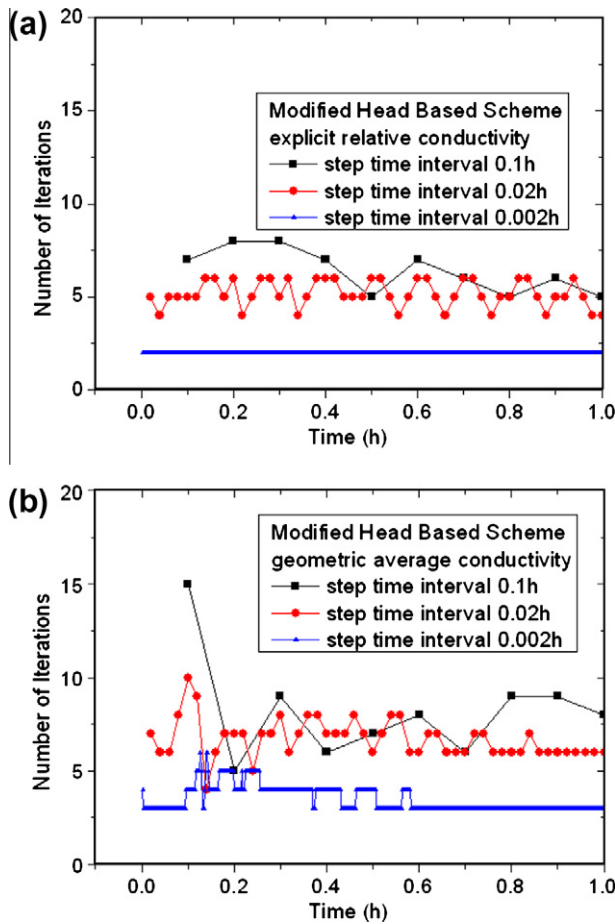 (a)
20
15
10
5
0
Number of Iterations
Modified Head Based Scheme
explicit relative conductivity
step time interval 0.1h
step time interval 0.02h
step time interval 0.002h
0.0 0.2 0.4 0.6 0.8 1.0
Time (h)
(b)
20
15
10
5
0
Number of Iterations
Modified Head Based Scheme
geometric average conductivity
step time interval 0.1h
step time interval 0.02h
step time interval 0.002h
0.0 0.2 0.4 0.6 0.8 1.0
Time (h)